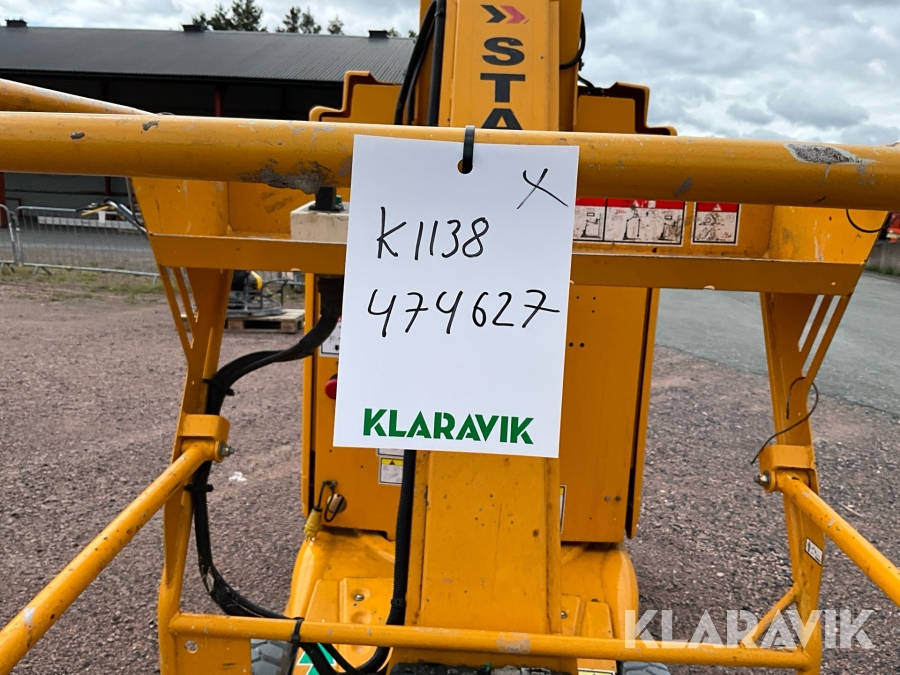 STA
X
K1138
474627
KLARAVIK
KLARAVIK